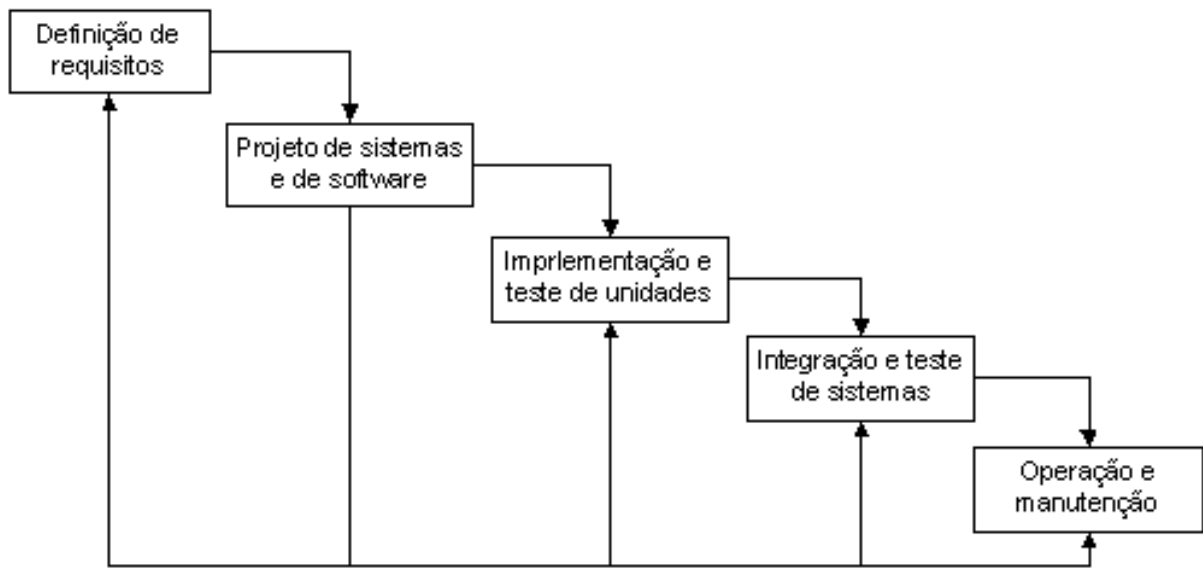 Definição de
requisitos
Projeto de sistemas
e de software
Imprlementação e
teste de unidades
Integração e teste
de sistemas
Operação e
manutenção